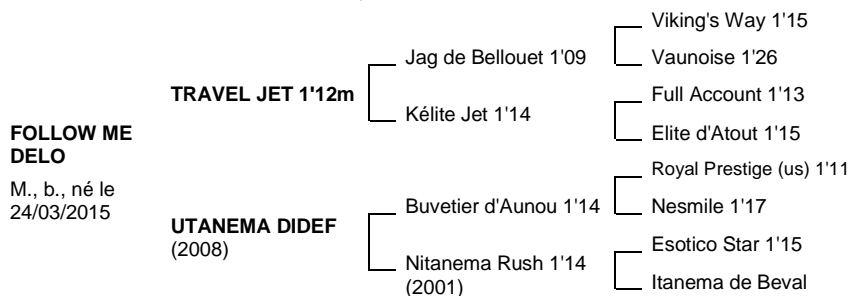 Viking's Way 1'15
Jag de Bellouet 1'09
Vaunoise 1'26
TRAVEL JET 1'12m
Full Account 1'13
Kélite Jet 1'14
Elite d'Atout 1'15
FOLLOW ME
DELO
M., b., né le
24/03/2015
Royal Prestige (us) 1'11
Buvetier d'Aunou 1'14
Nesmile 1'17
UTANEMA DIDEF
(2008)
Esotico Star 1'15
Nitanema Rush 1'14
(2001)
Itanema de Beval